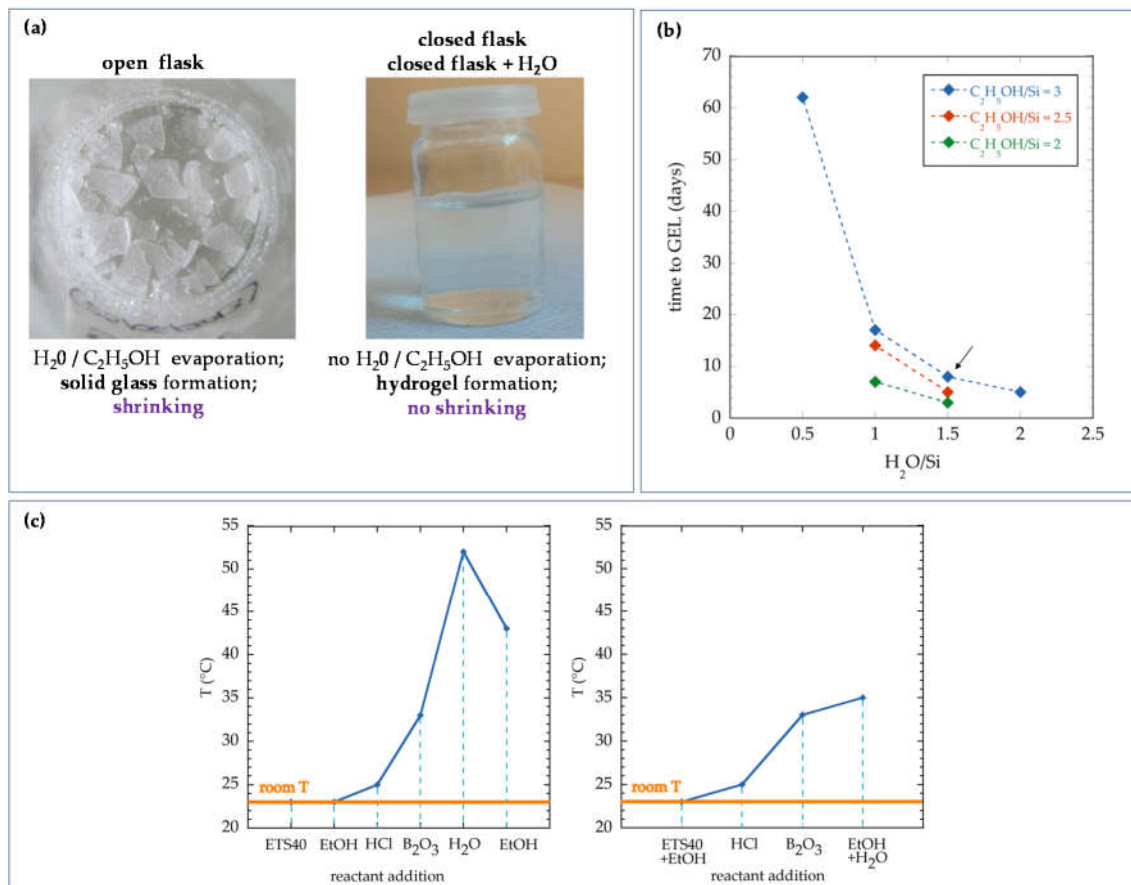 (a)
open flask
closed flask
closed flask + H₂O
H₂0 / C₂H₅OH evaporation;
solid glass formation;
shrinking
no H₂0 / C₂H₅OH evaporation;
hydrogel formation;
no shrinking
(b)
70
60
50
40
30
20
10
0
time to GEL (days)
C₂H₅OH/Si = 3
C₂H₅OH/Si = 2.5
C₂H₅OH/Si = 2
0 0.5 1 1.5 2 2.5
H₂O/Si
(c)
55
50
45
40
35
30
25
20
T (°C)
room T
ETS40 EtOH HCl B₂O₃ H₂O EtOH
reactant addition
55
50
45
40
35
30
25
20
T (°C)
room T
ETS40 HCl B₂O₃ EtOH
+EtOH +H₂O
reactant addition